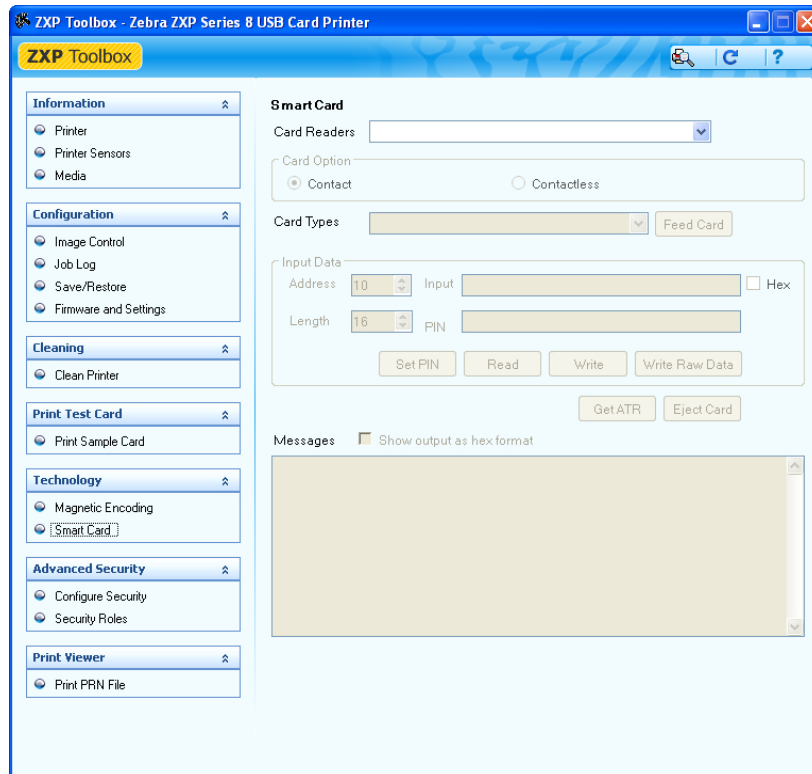 ZXP Toolbox - Zebra ZXP Series 8 USB Card Printer
ZXP Toolbox
?
Information
Printer
Printer Sensors
Media
Configuration
Image Control
Job Log
Save/Restore
Firmware and Settings
Cleaning
Clean Printer
Print Test Card
Print Sample Card
Technology
Magnetic Encoding
Smart Card
Advanced Security
Configure Security
Security Roles
Print Viewer
Print PRN File
Smart Card
Card Readers
Card Option
Contact Contactless
Card Types Feed Card
Input Data
Address 10 Input Hex
Length 16 PIN
Set PIN Read Write Write Raw Data
Get ATR Eject Card
Messages Show output as hex format